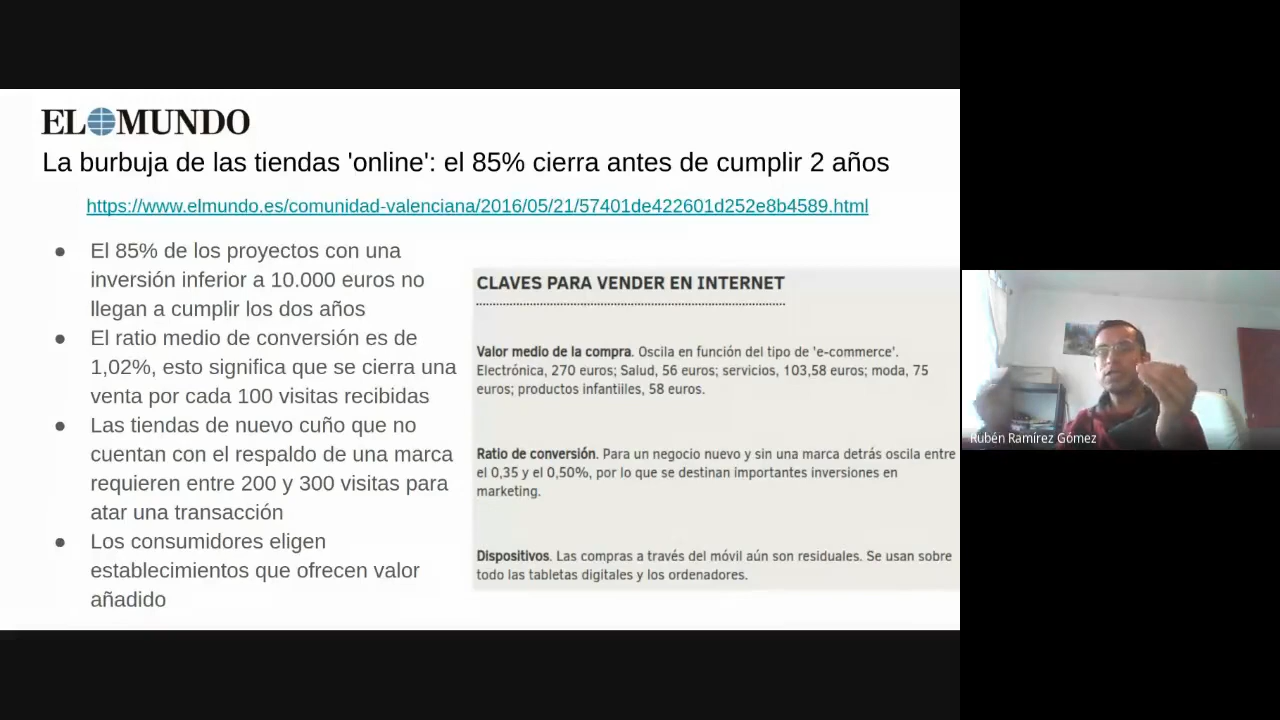 EL MUNDO
La burbuja de las tiendas 'online': el 85% cierra antes de cumplir 2 años
https://www.elmundo.es/comunidad-valenciana/2016/05/21/57401de422601d252e8b4589.html
● El 85% de los proyectos con una
inversión inferior a 10.000 euros no
llegan a cumplir los dos años
● El ratio medio de conversión es de
1,02%, esto significa que se cierra una
venta por cada 100 visitas recibidas
● Las tiendas de nuevo cuño que no
cuentan con el respaldo de una marca
requieren entre 200 y 300 visitas para
atar una transacción
● Los consumidores eligen
establecimientos que ofrecen valor
añadido
CLAVES PARA VENDER EN INTERNET
Valor medio de la compra. Oscila en función del tipo de 'e-commerce'.
Electrónica, 270 euros; Salud, 56 euros; servicios, 103,58 euros; moda, 75
euros; productos infantiles, 58 euros.
Ratio de conversión. Para un negocio nuevo y sin una marca detrás oscila entre
el 0,35 y el 0,50%, por lo que se destinan importantes inversiones en
marketing.
Dispositivos. Las compras a través del móvil aún son residuales. Se usan sobre
todo las tabletas digitales y los ordenadores.
Rubén Ramírez Gómez